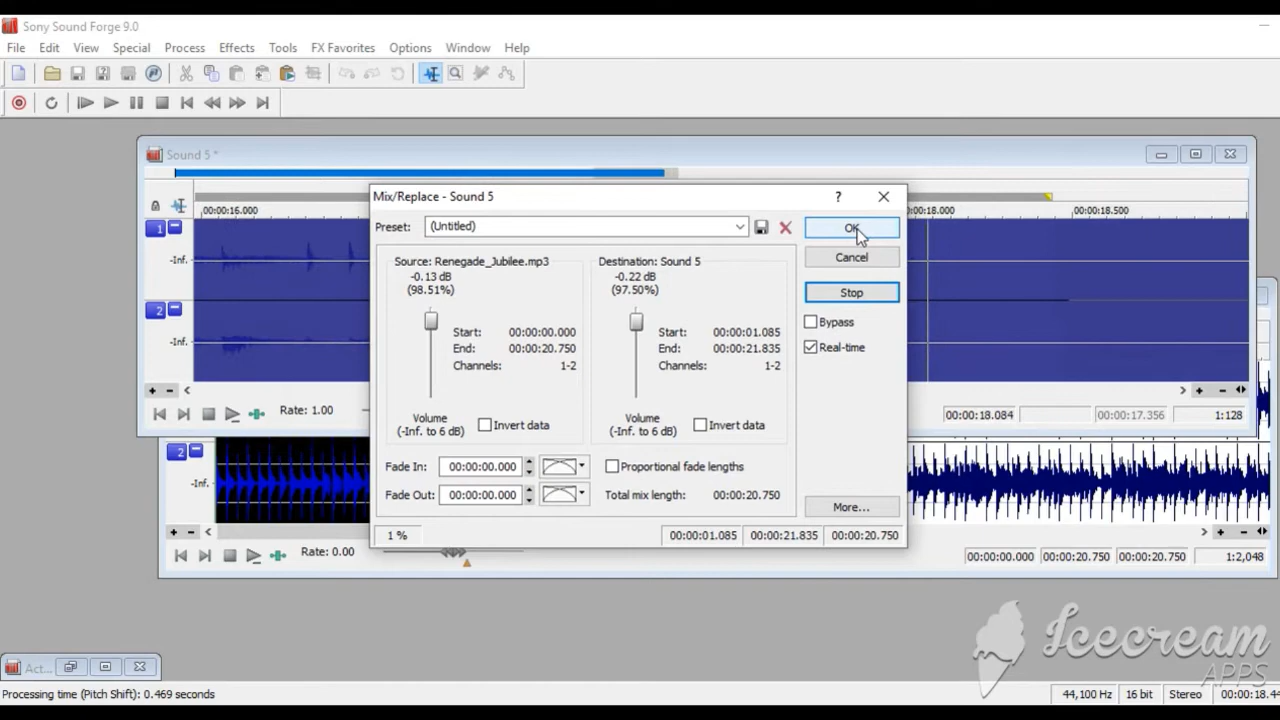 Sony Sound Forge 9.0
File Edit View Special Process Effects Tools FX Favorites Options Window Help
Sound 5 *
00:00:16.000 00:00:18.000 00:00:18.500
Mix/Replace - Sound 5
Preset: (Untitled) OK
Cancel
Stop
Bypass
Real-time
More...
Source: Renegade_Jubilee.mp3
-0.13 dB
(98.51%)
Start: 00:00:00.000
End: 00:00:20.750
Channels: 1-2
Volume
(-Inf. to 6 dB)
Invert data
Destination: Sound 5
-0.22 dB
(97.50%)
Start: 00:00:01.085
End: 00:00:21.835
Channels: 1-2
Volume
(-Inf. to 6 dB)
Invert data
Fade In: 00:00:00.000 Proportional fade lengths
Fade Out: 00:00:00.000 Total mix length: 00:00:20.750
1 % 00:00:01.085 00:00:21.835 00:00:20.750
1
-Inf.
2
-Inf.
Rate: 1.00 00:00:18.084 00:00:17.356 1:128
2
-Inf.
Rate: 0.00 00:00:00.000 00:00:20.750 00:00:20.750 1:2,048
Icecream
APPS
Act...
Processing time (Pitch Shift): 0.469 seconds 44,100 Hz 16 bit Stereo 00:00:18.44